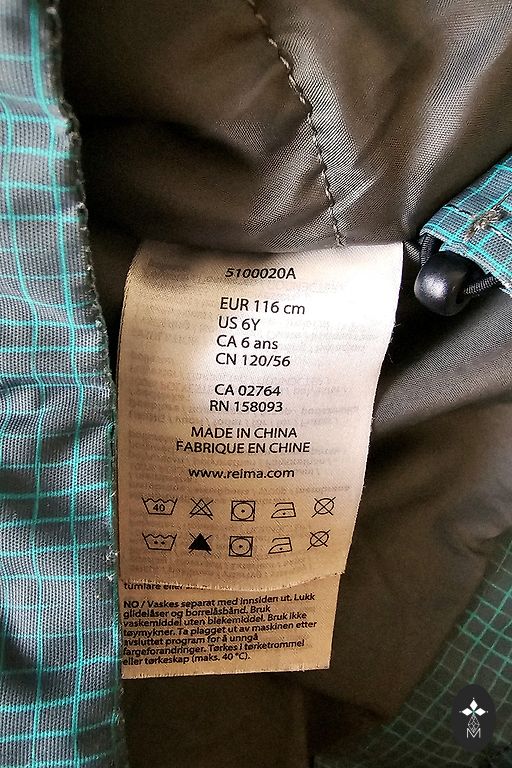 5100020A
EUR 116 cm
US 6Y
CA 6 ans
CN 120/56
CA 02764
RN 158093
MADE IN CHINA
FABRIQUE EN CHINE
www.reima.com
40
tumlare eller
NO / Vaskes separat med innsiden ut. Lukk
glidelåser og borrelåsbånd. Bruk
vaskemiddel uten blekemiddel. Bruk ikke
tøymykner. Ta plagget ut av maskinen etter
avsluttet program for å unngå
fargeforandringer. Tørkes i tørketrommel
eller tørkeskap (maks. 40 °C).
M